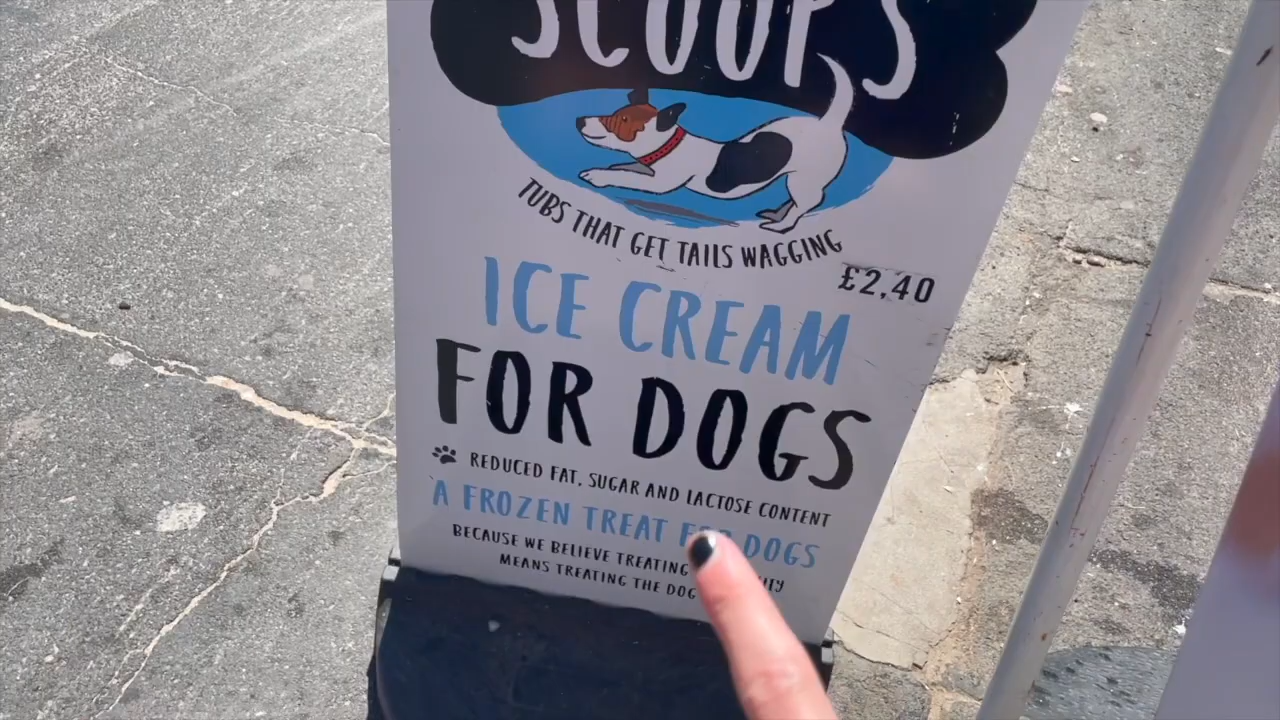 SCOOPS
TUBS THAT GET TAILS WAGGING
£2,40
ICE CREAM
FOR DOGS
REDUCED FAT, SUGAR AND LACTOSE CONTENT
A FROZEN TREAT FOR DOGS
BECAUSE WE BELIEVE TREATING
MEANS TREATING THE DOG